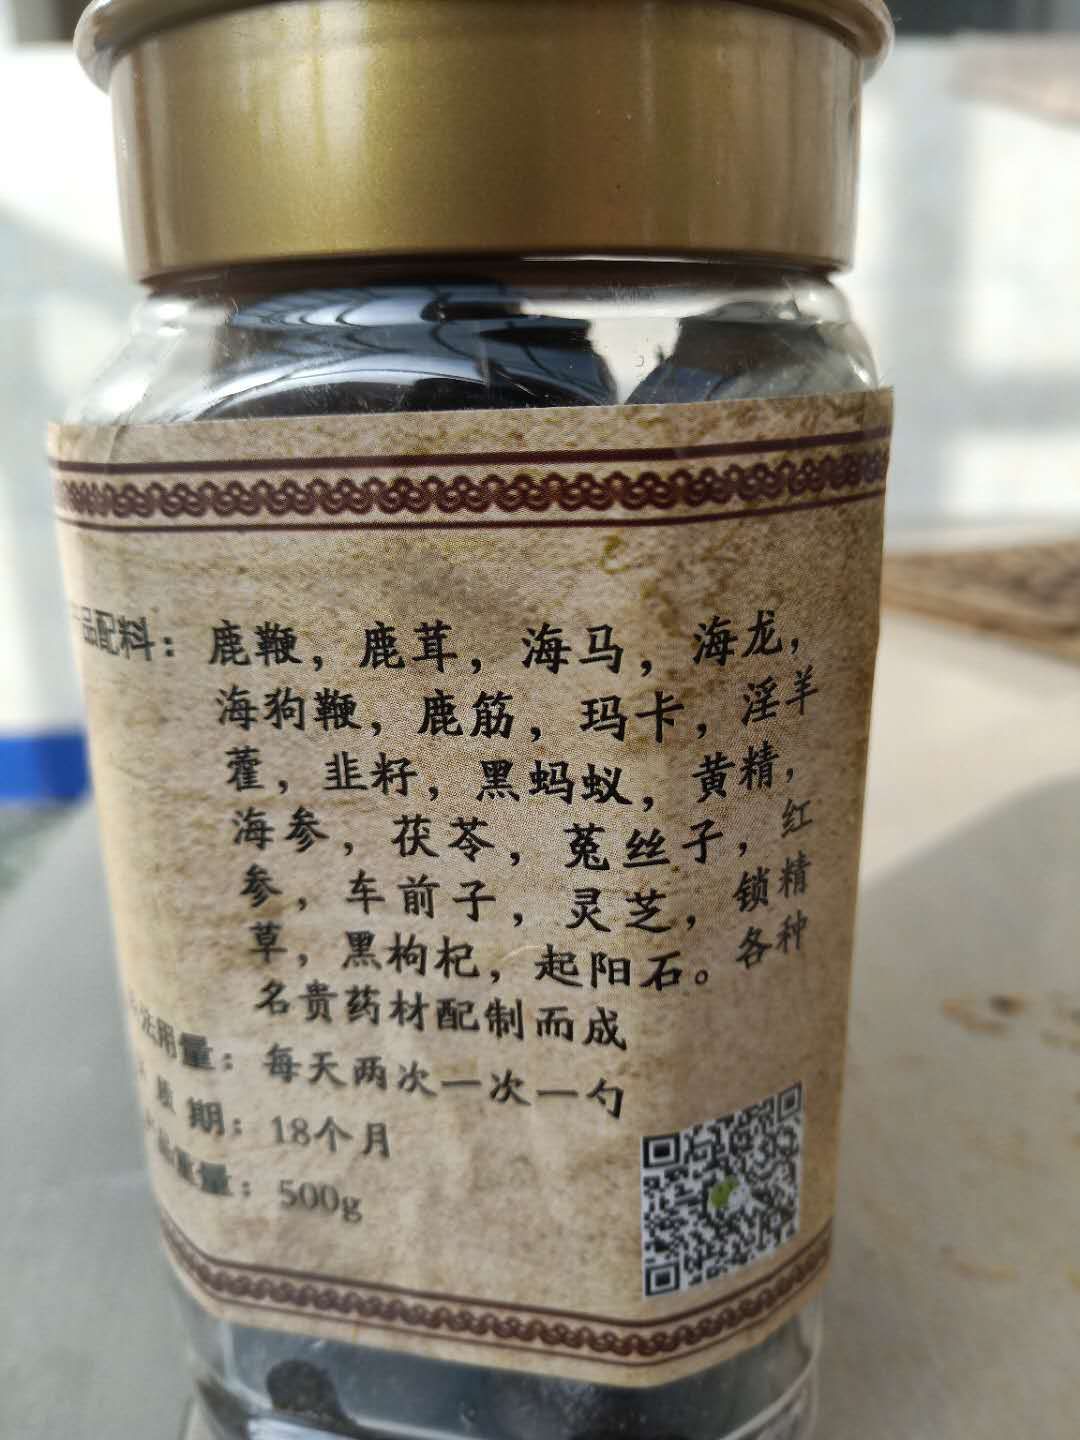 品配料：鹿鞭，鹿茸，海马，海龙，
海狗鞭，鹿筋，玛卡，淫羊
藿，韭籽，黑蚂蚁，黄精，
海参，茯苓，菟丝子，红
参，车前子，灵芝，锁精
草，黑枸杞，起阳石。各种
名贵药材配制而成
法用量：每天两次一次一勺
质期：18个月
重量：500g